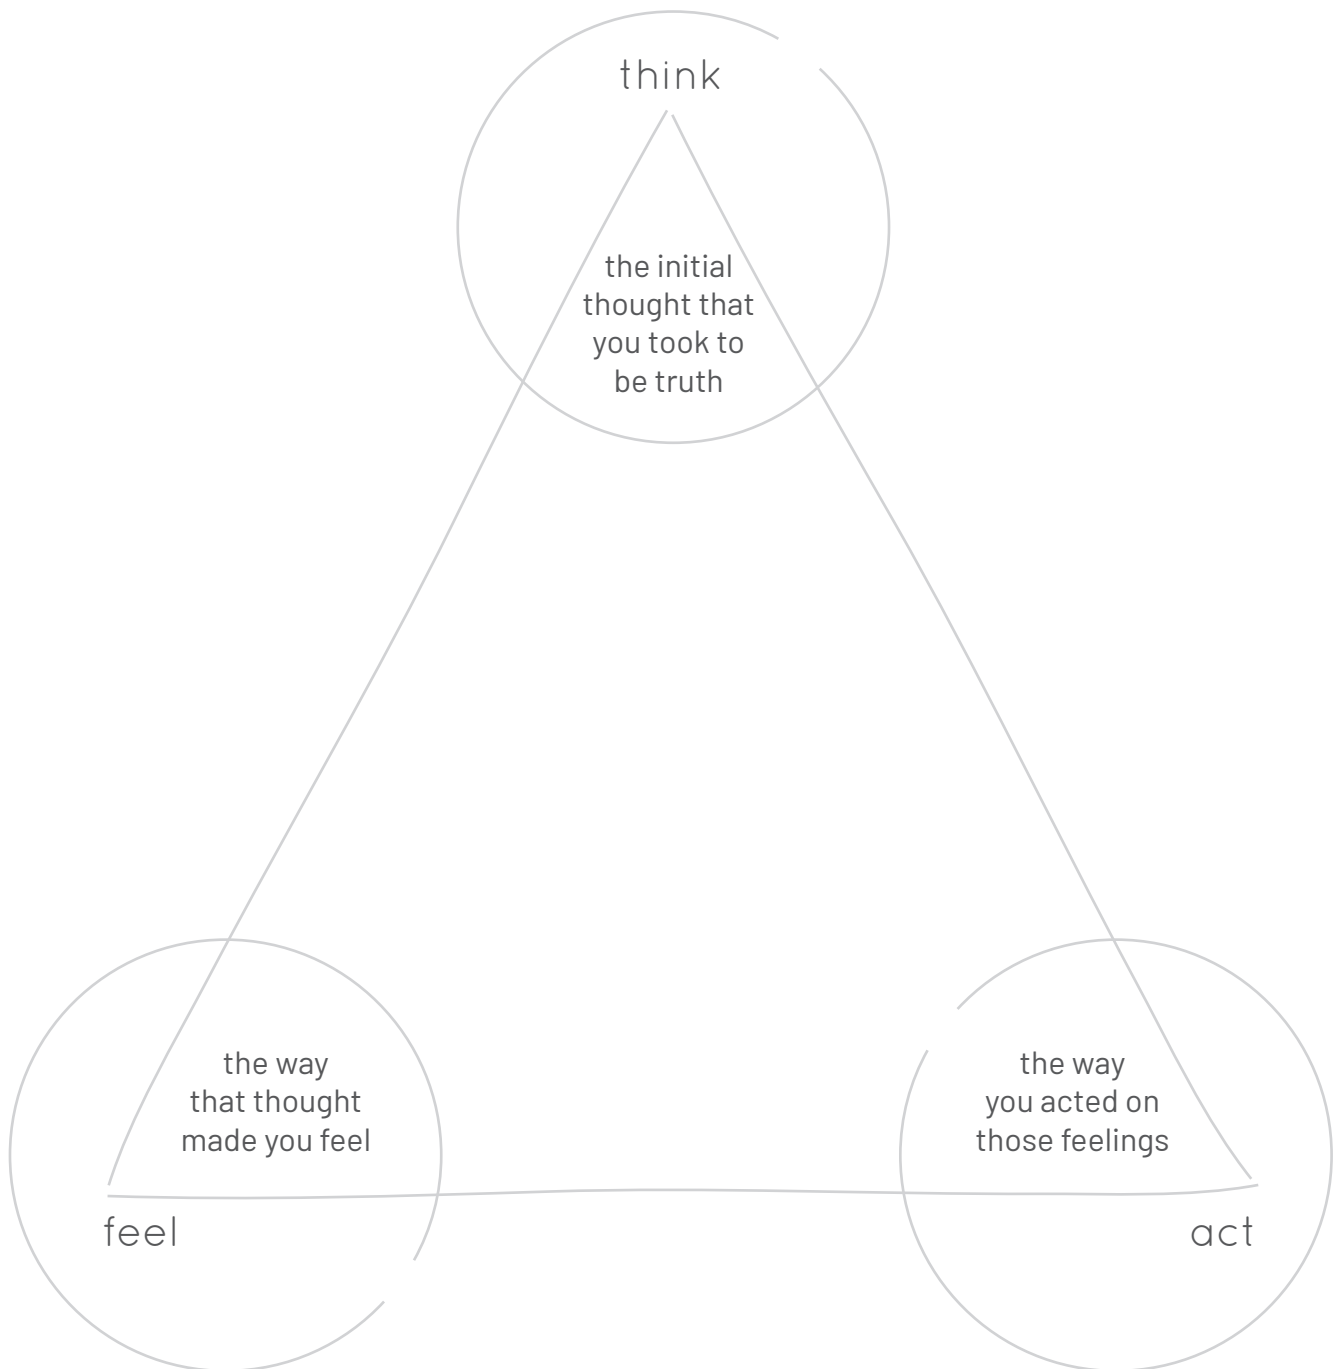 think
the initial
thought that
you took to
be truth
the way
that thought
made you feel
feel
the way
you acted on
those feelings
act